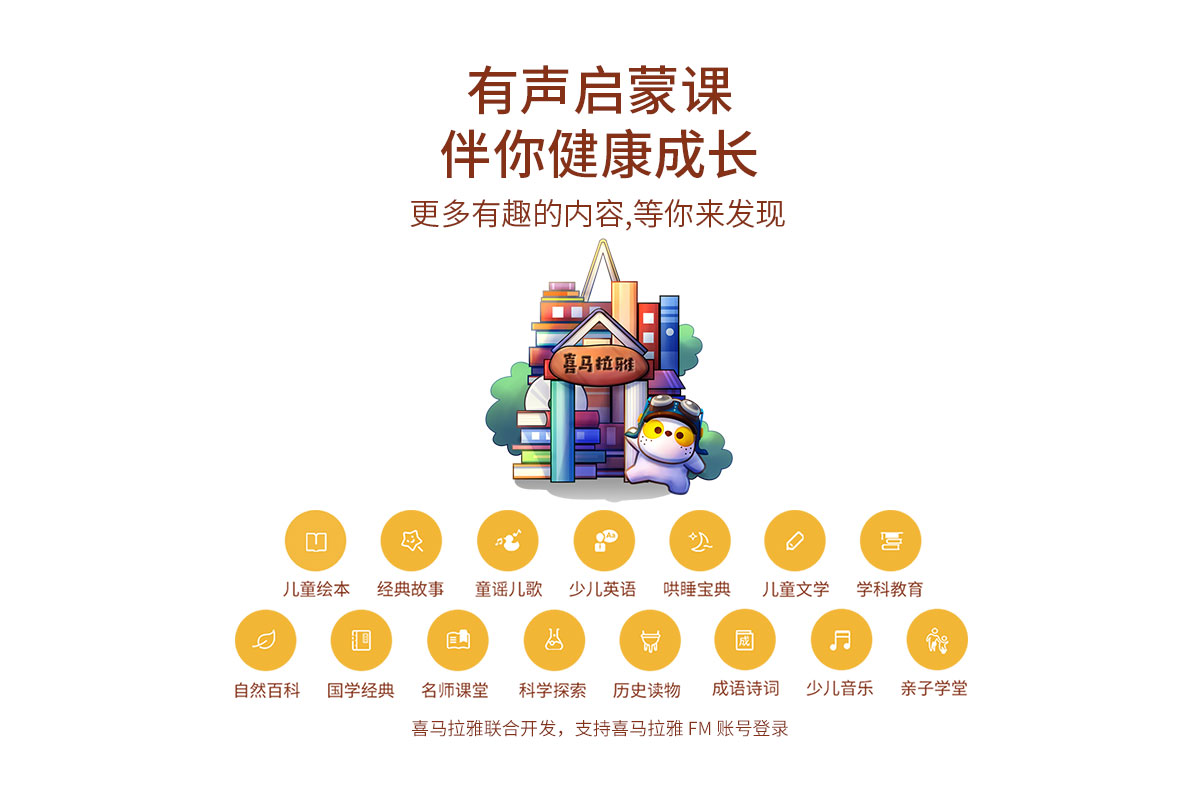 有声启蒙课
伴你健康成长
更多有趣的内容,等你来发现
喜马拉雅
Aa
儿童绘本 经典故事 童谣儿歌 少儿英语 哄睡宝典 儿童文学 学科教育
成
自然百科 国学经典 名师课堂 科学探索 历史读物 成语诗词 少儿音乐 亲子学堂
喜马拉雅联合开发，支持喜马拉雅 FM 账号登录